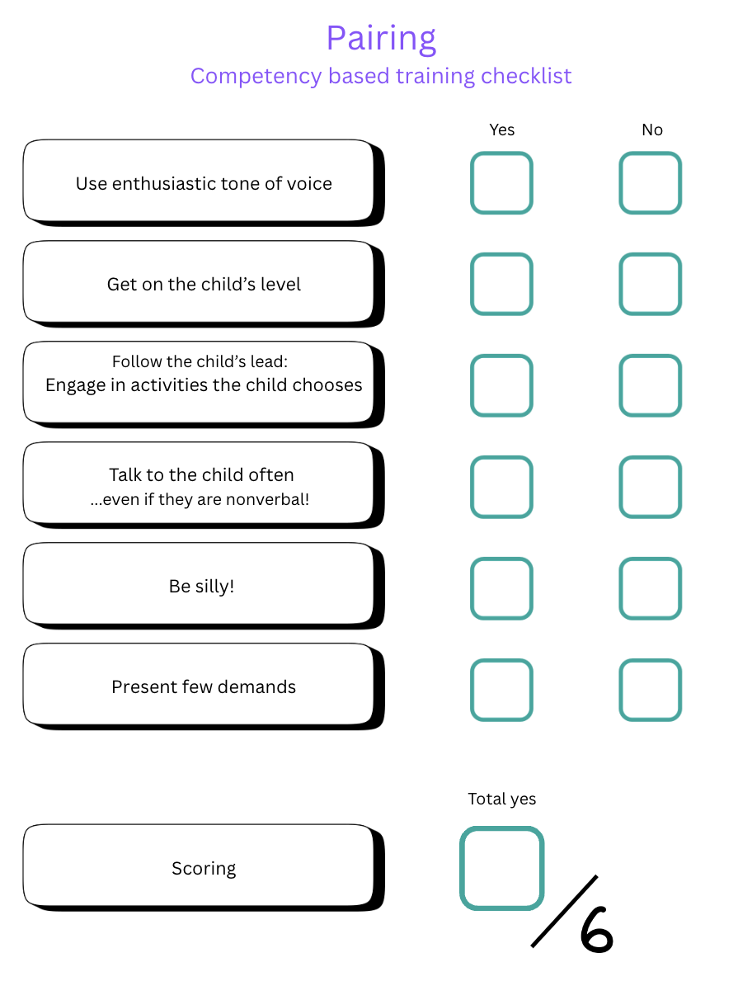 Pairing
Competency based training checklist
Yes No
Use enthusiastic tone of voice
Get on the child’s level
Follow the child’s lead:
Engage in activities the child chooses
Talk to the child often
...even if they are nonverbal!
Be silly!
Present few demands
Total yes
Scoring
/6